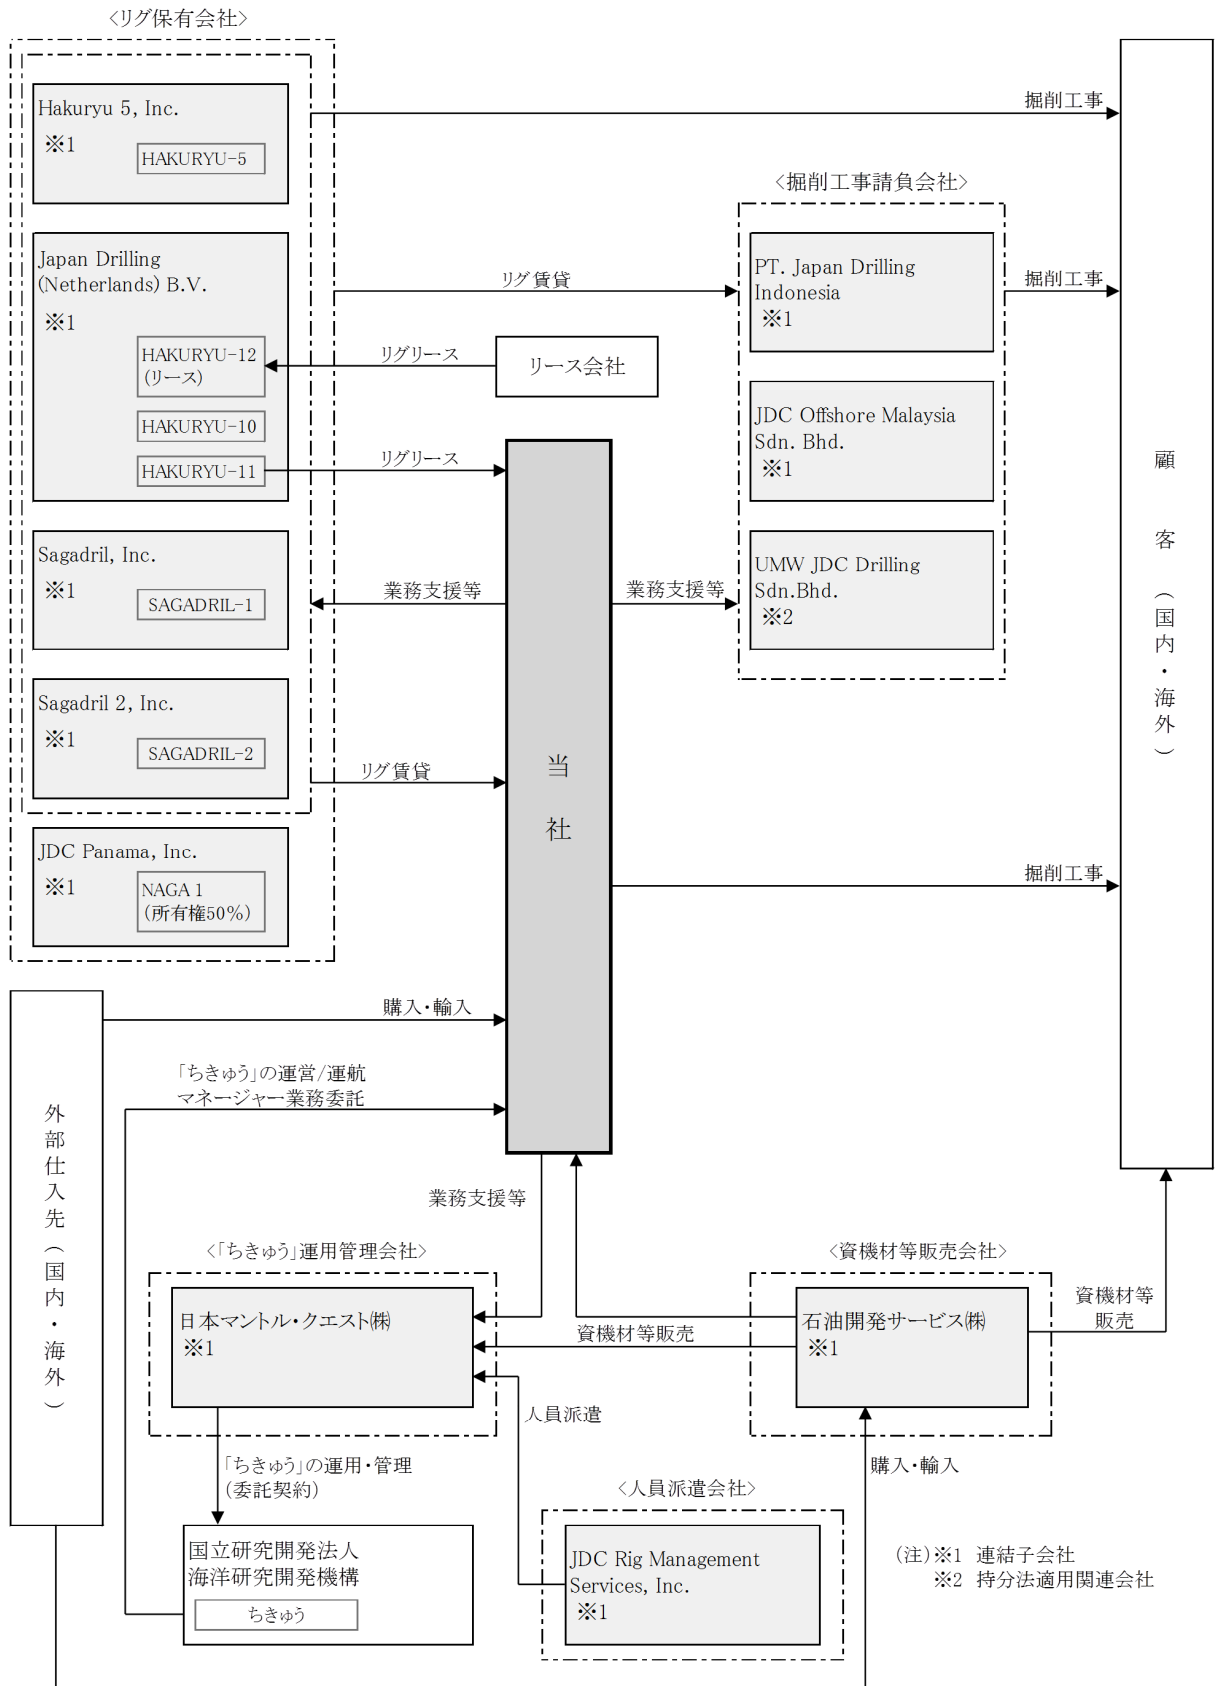 〈リグ保有会社〉
Hakuryu 5, Inc.
※1
HAKURYU-5
掘削工事
〈掘削工事請負会社〉
Japan Drilling
(Netherlands) B.V.
※1
HAKURYU-12
(リース)
HAKURYU-10
HAKURYU-11
リグ賃貸
リグリース
リース会社
リグリース
PT. Japan Drilling
Indonesia
※1
掘削工事
JDC Offshore Malaysia
Sdn. Bhd.
※1
UMW JDC Drilling
Sdn.Bhd.
※2
顧客(国内・海外)
Sagadril, Inc.
※1
SAGADRIL-1
業務支援等
業務支援等
Sagadril 2, Inc.
※1
SAGADRIL-2
リグ賃貸
当社
JDC Panama, Inc.
※1
NAGA 1
(所有権50%)
掘削工事
購入・輸入
「ちきゅう」の運営/運航
マネージャー業務委託
外部仕入先(国内・海外)
業務支援等
〈「ちきゅう」運用管理会社〉
日本マントル・クエスト㈱
※1
資機材等販売
〈資機材等販売会社〉
石油開発サービス㈱
※1
資機材等
販売
人員派遣
「ちきゅう」の運用・管理
(委託契約)
購入・輸入
〈人員派遣会社〉
国立研究開発法人
海洋研究開発機構
ちきゅう
JDC Rig Management
Services, Inc.
※1
(注)※1 連結子会社
※2 持分法適用関連会社